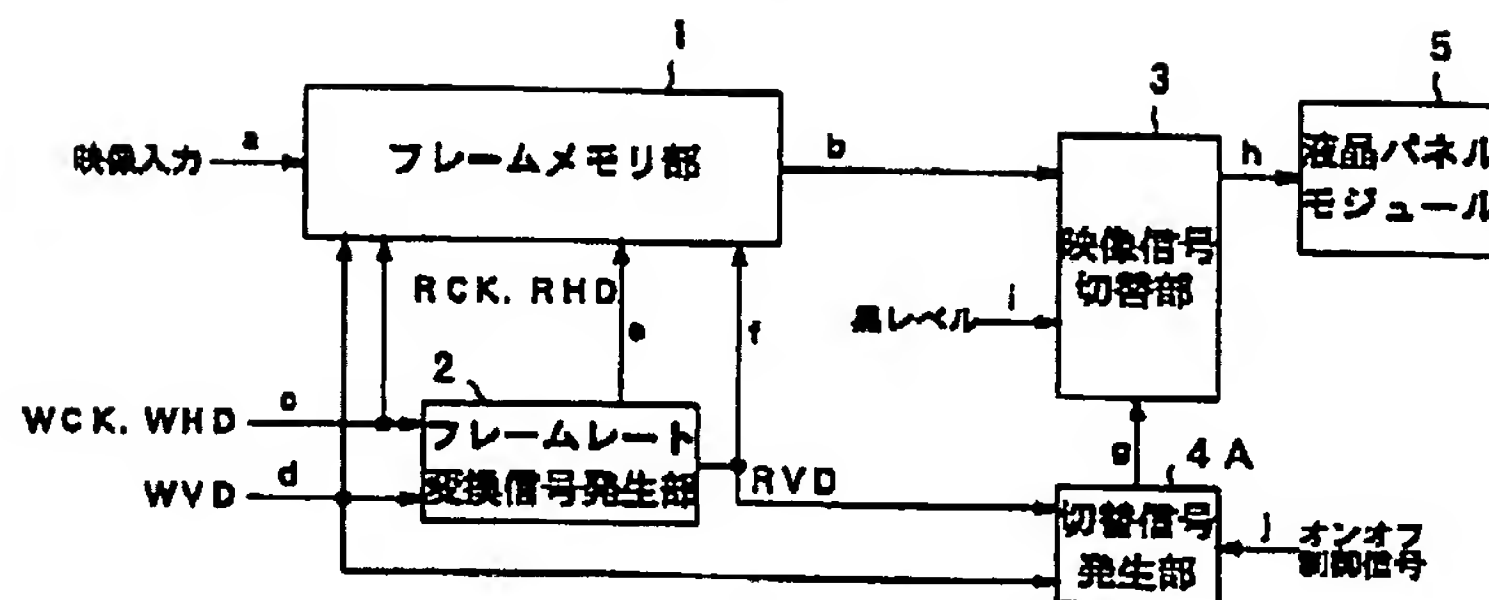 1
5
3
映像入力
a
フレームメモリ部
b
h
液晶パネル
モジュール
映像信号
切替部
RCK. RHD
黒レベル
i
e
f
2
WCK. WHD
c
フレームレート
変換信号発生部
g
4A
WVD
d
RVD
切替信号
発生部
j
オンオフ
制御信号